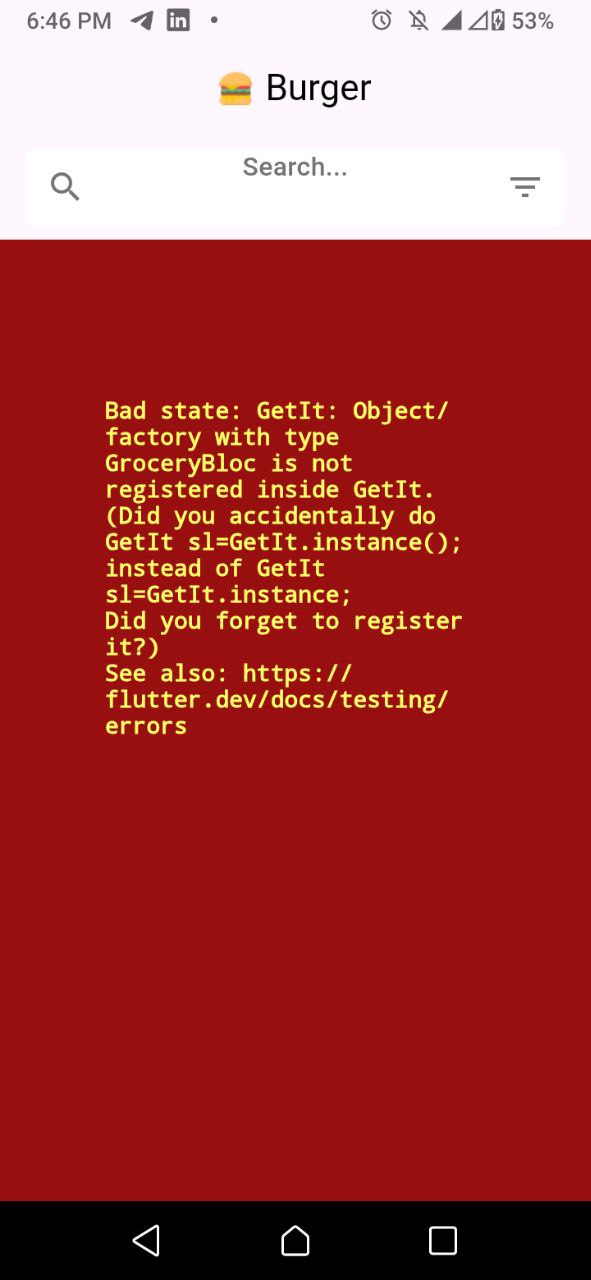 6:46 PM 53%
🍔 Burger
Search...
Bad state: GetIt: Object/
factory with type
GroceryBloc is not
registered inside GetIt.
(Did you accidentally do
GetIt sl=GetIt.instance();
instead of GetIt
sl=GetIt.instance;
Did you forget to register
it?)
See also: https://
flutter.dev/docs/testing/
errors